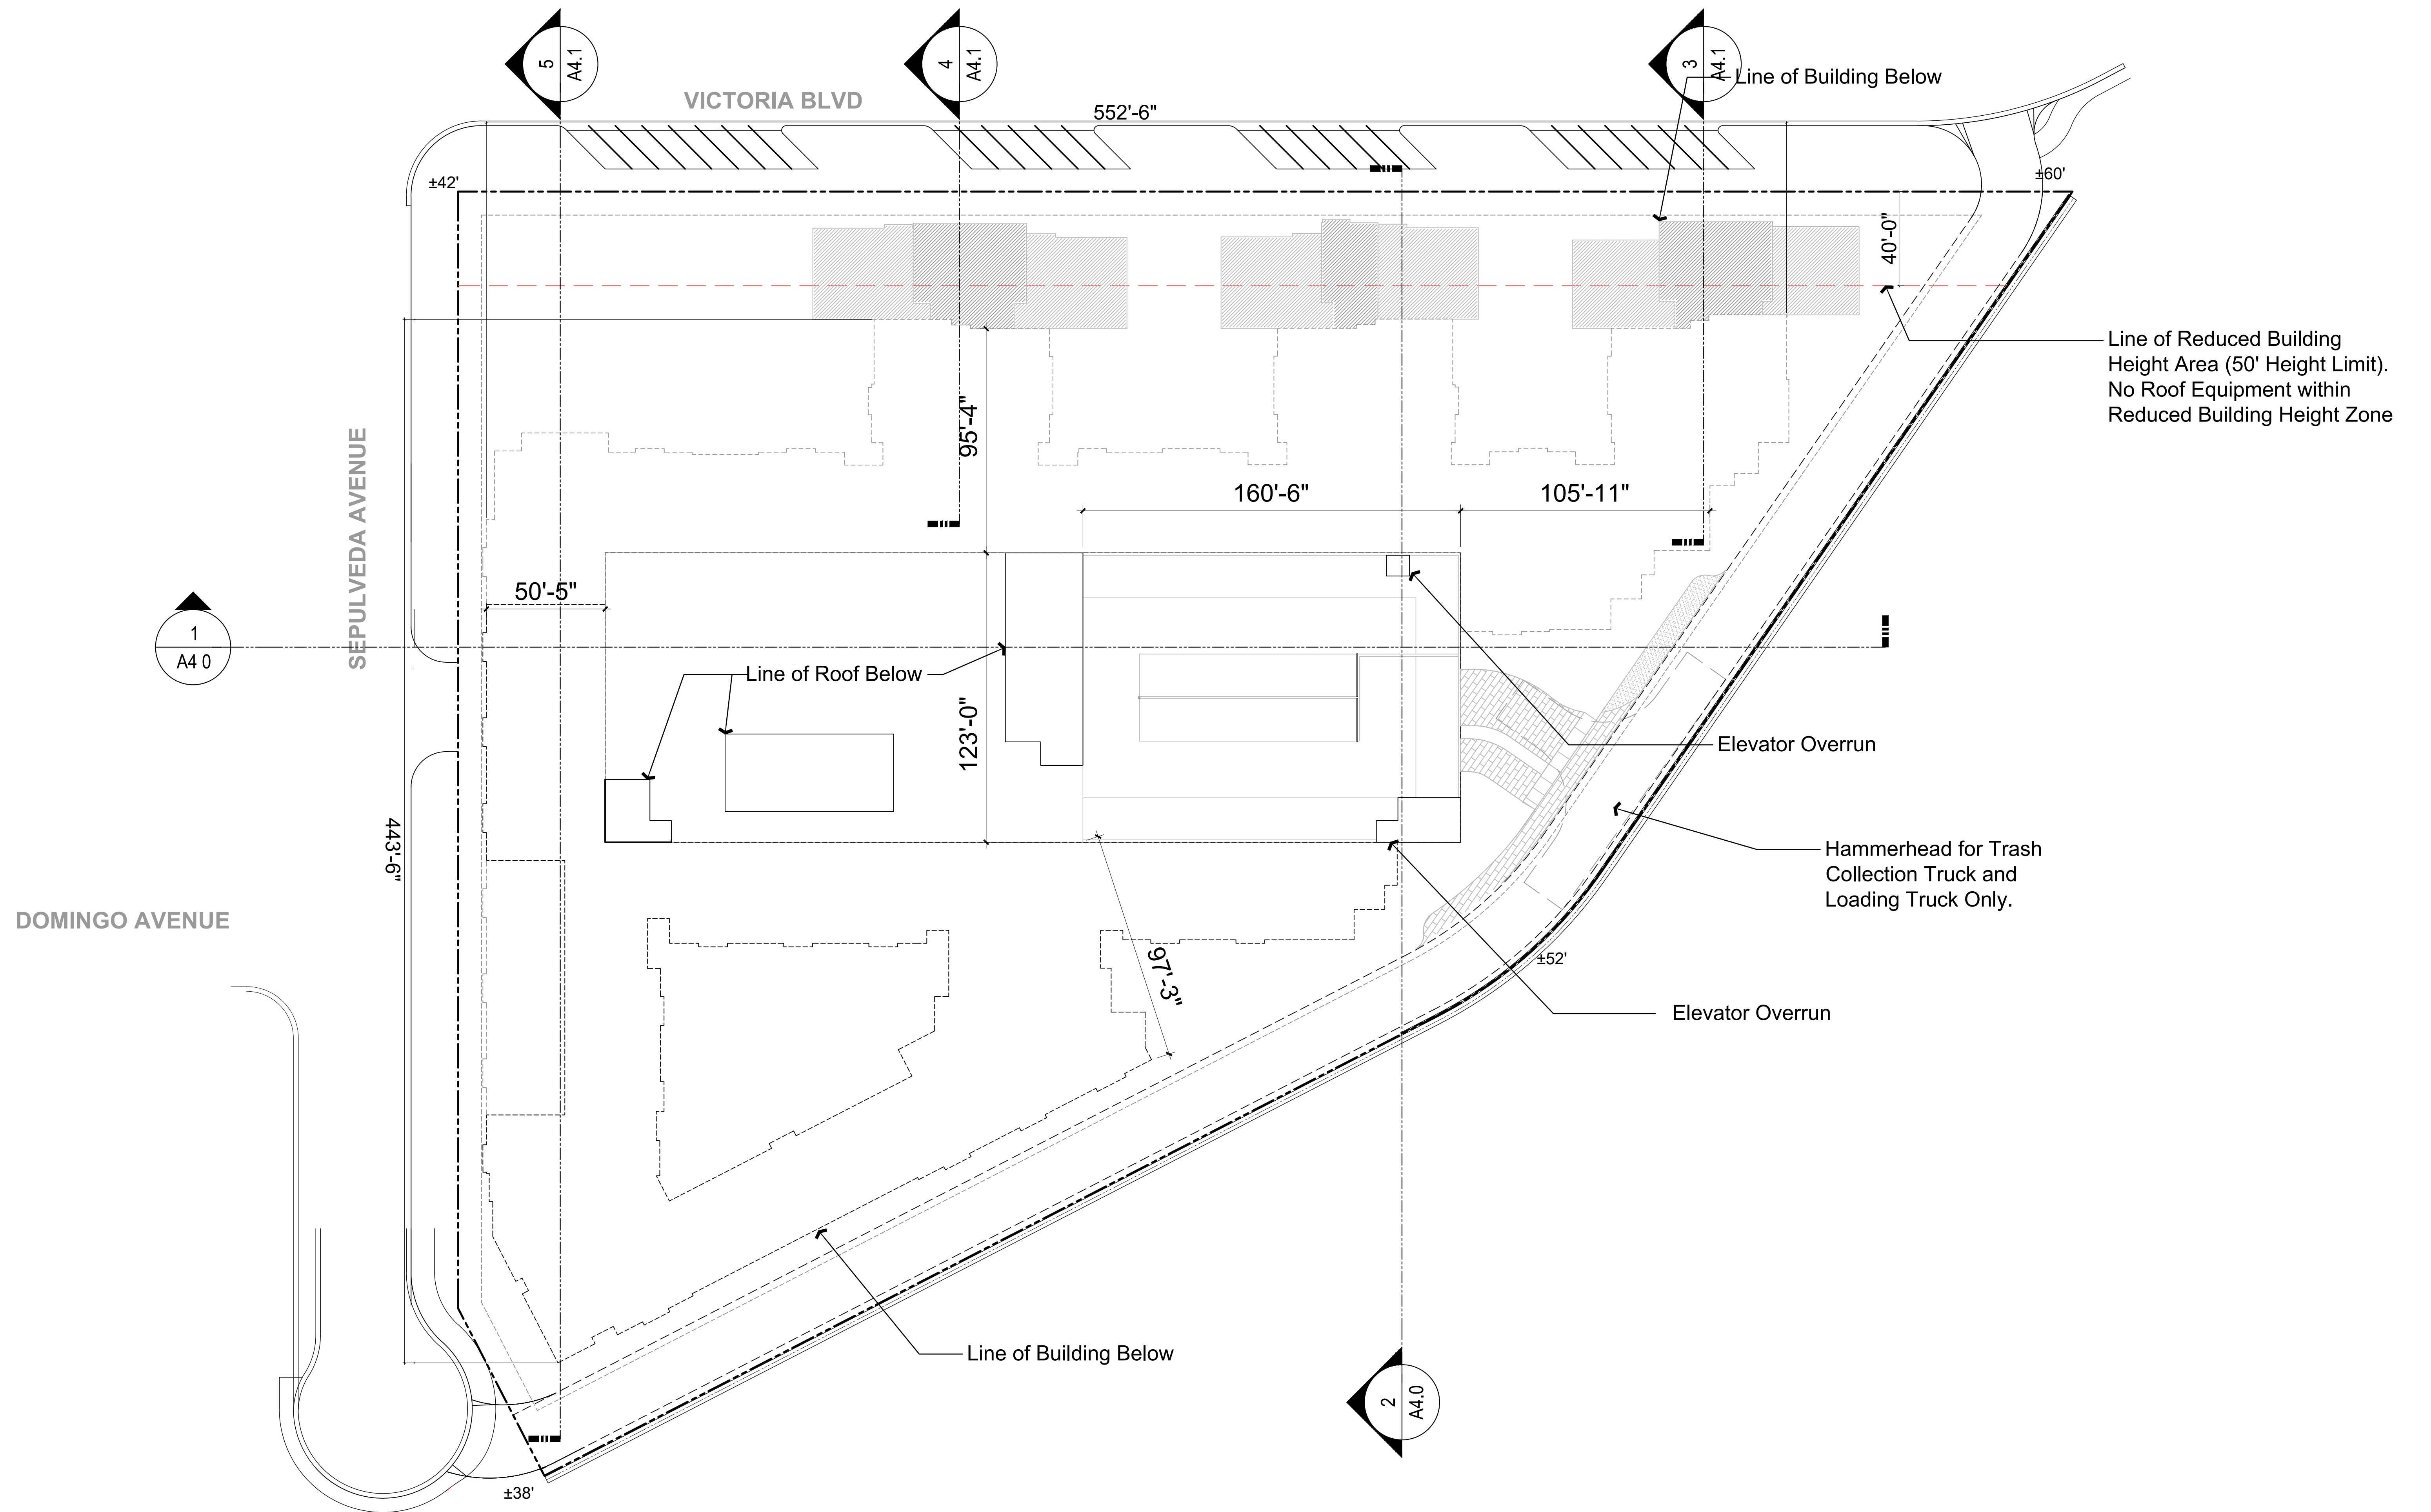 5
A4.1
4
A4.1
3
A4.1
Line of Building Below
VICTORIA BLVD
552'-6"
±42'
±60'
40'-0"
Line of Reduced Building
Height Area (50' Height Limit).
No Roof Equipment within
Reduced Building Height Zone
95'-4"
SEPULVEDA AVENUE
160'-6"
105'-11"
50'-5"
1
A4 0
Line of Roof Below
123'-0"
Elevator Overrun
443'-6"
Hammerhead for Trash
Collection Truck and
Loading Truck Only.
DOMINGO AVENUE
97'-3"
±52'
Elevator Overrun
Line of Building Below
2
A4.0
±38'